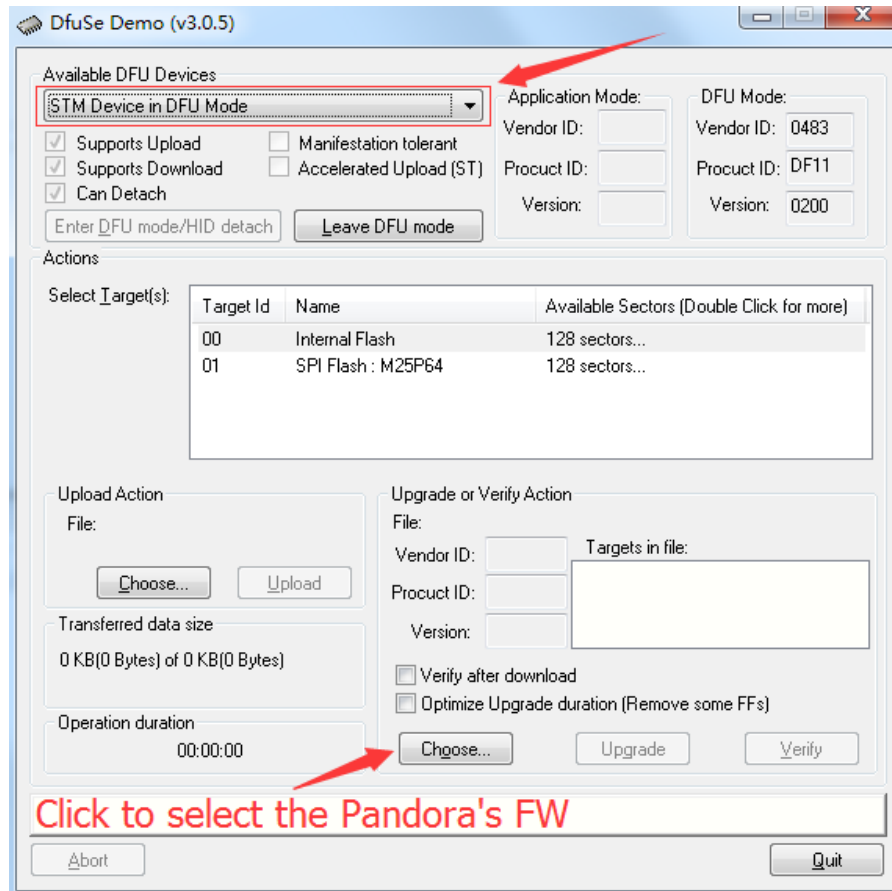 DfuSe Demo (v3.0.5)
Available DFU Devices
STM Device in DFU Mode
Supports Upload
Manifestation tolerant
Supports Download
Accelerated Upload (ST)
Can Detach
Enter DFU mode/HID detach
Leave DFU mode
Application Mode:
Vendor ID:
Procuct ID:
Version:
DFU Mode:
Vendor ID: 0483
Procuct ID: DF11
Version: 0200
Actions
Select Target(s):
Target Id Name Available Sectors (Double Click for more)
00 Internal Flash 128 sectors...
01 SPI Flash : M25P64 128 sectors...
Upload Action
File:
Choose... Upload
Transferred data size
0 KB(0 Bytes) of 0 KB(0 Bytes)
Operation duration
00:00:00
Upgrade or Verify Action
File:
Vendor ID:
Procuct ID:
Version:
Targets in file:
Verify after download
Optimize Upgrade duration (Remove some FFs)
Choose... Upgrade Verify
Click to select the Pandora's FW
Abort Quit